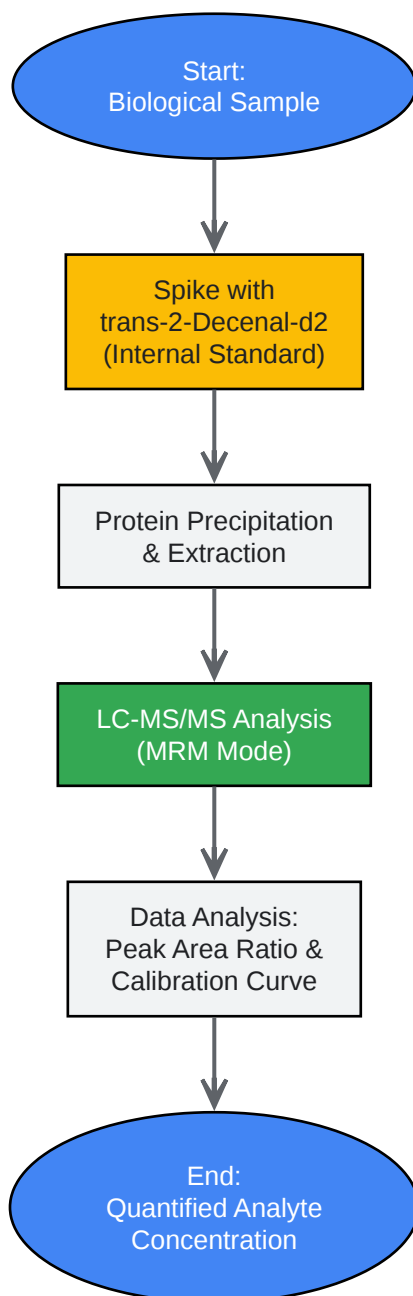 Start:
Biological Sample
Spike with
trans-2-Decenal-d2
(Internal Standard)
Protein Precipitation
& Extraction
LC-MS/MS Analysis
(MRM Mode)
Data Analysis:
Peak Area Ratio &
Calibration Curve
End:
Quantified Analyte
Concentration